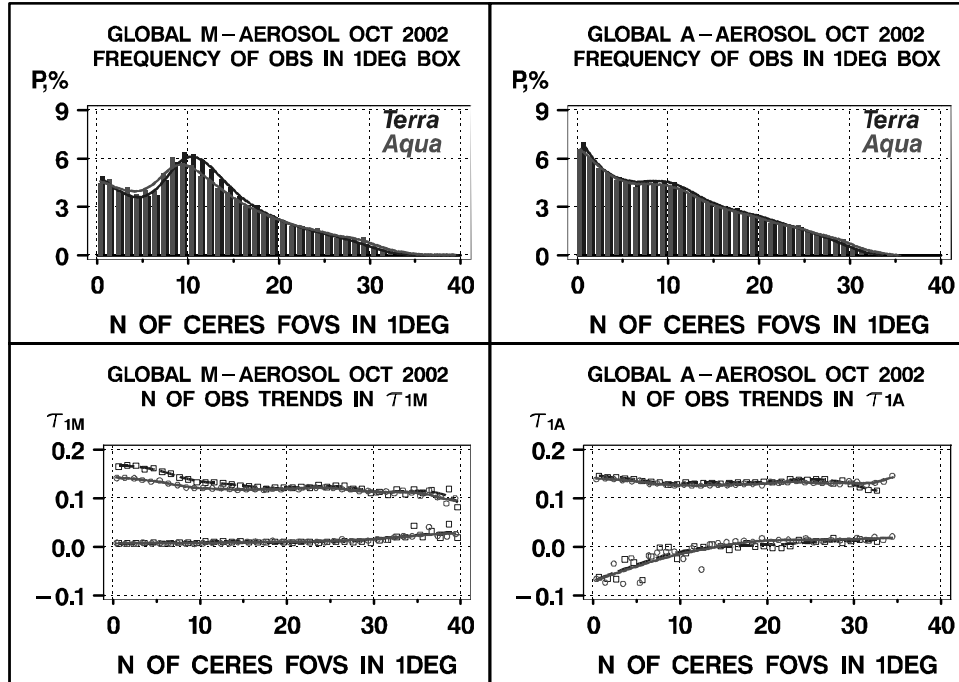 GLOBAL M–AEROSOL OCT 2002
FREQUENCY OF OBS IN 1DEG BOX
P,%
9
6
3
0
Terra
Aqua
0 10 20 30 40
N OF CERES FOVS IN 1DEG
GLOBAL A–AEROSOL OCT 2002
FREQUENCY OF OBS IN 1DEG BOX
P,%
9
6
3
0
Terra
Aqua
0 10 20 30 40
N OF CERES FOVS IN 1DEG
GLOBAL M–AEROSOL OCT 2002
N OF OBS TRENDS IN τ1M
τ1M
0.2
0.1
0.0
−0.1
0 10 20 30 40
N OF CERES FOVS IN 1DEG
GLOBAL A–AEROSOL OCT 2002
N OF OBS TRENDS IN τ1A
τ1A
0.2
0.1
0.0
−0.1
0 10 20 30 40
N OF CERES FOVS IN 1DEG